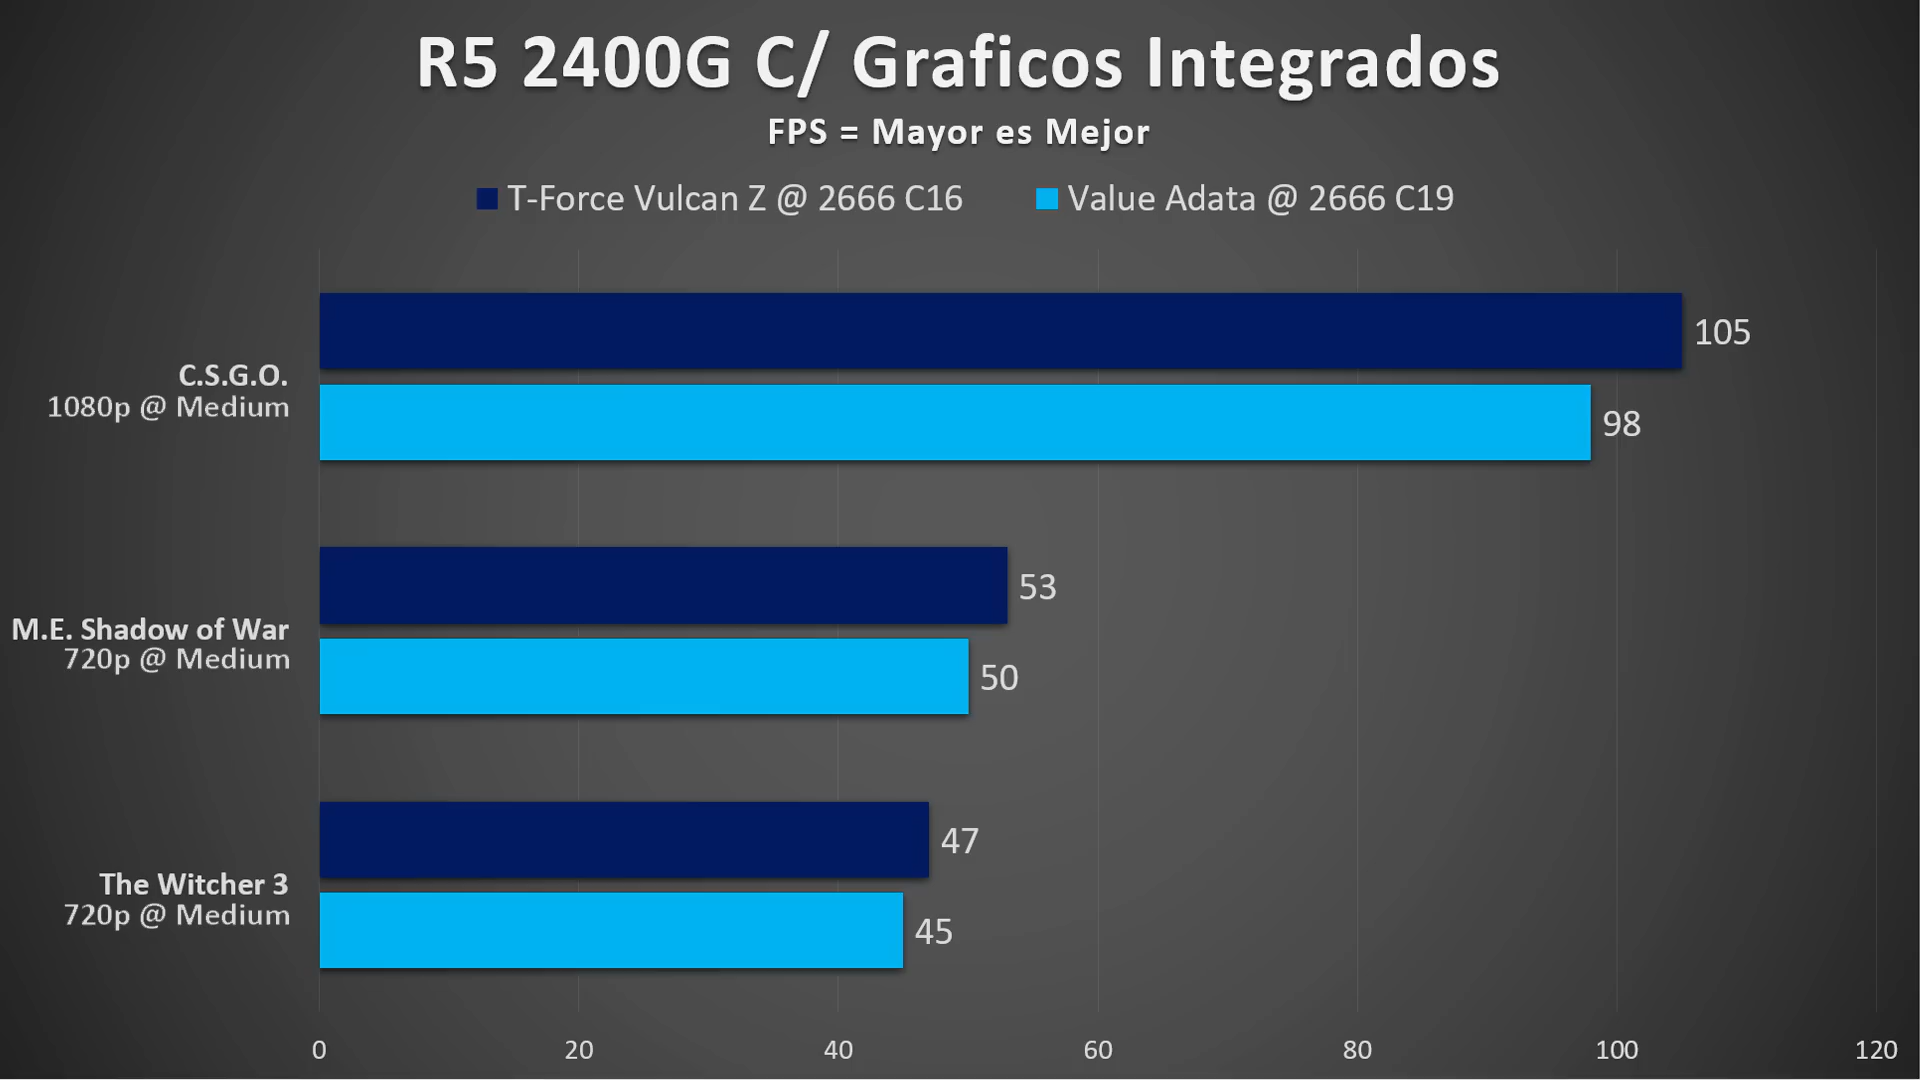 R5 2400G C/ Graficos Integrados
FPS = Mayor es Mejor
T-Force Vulcan Z @ 2666 C16 Value Adata @ 2666 C19
C.S.G.O.
1080p @ Medium
105
98
M.E. Shadow of War
720p @ Medium
53
50
The Witcher 3
720p @ Medium
47
45
0 20 40 60 80 100 120